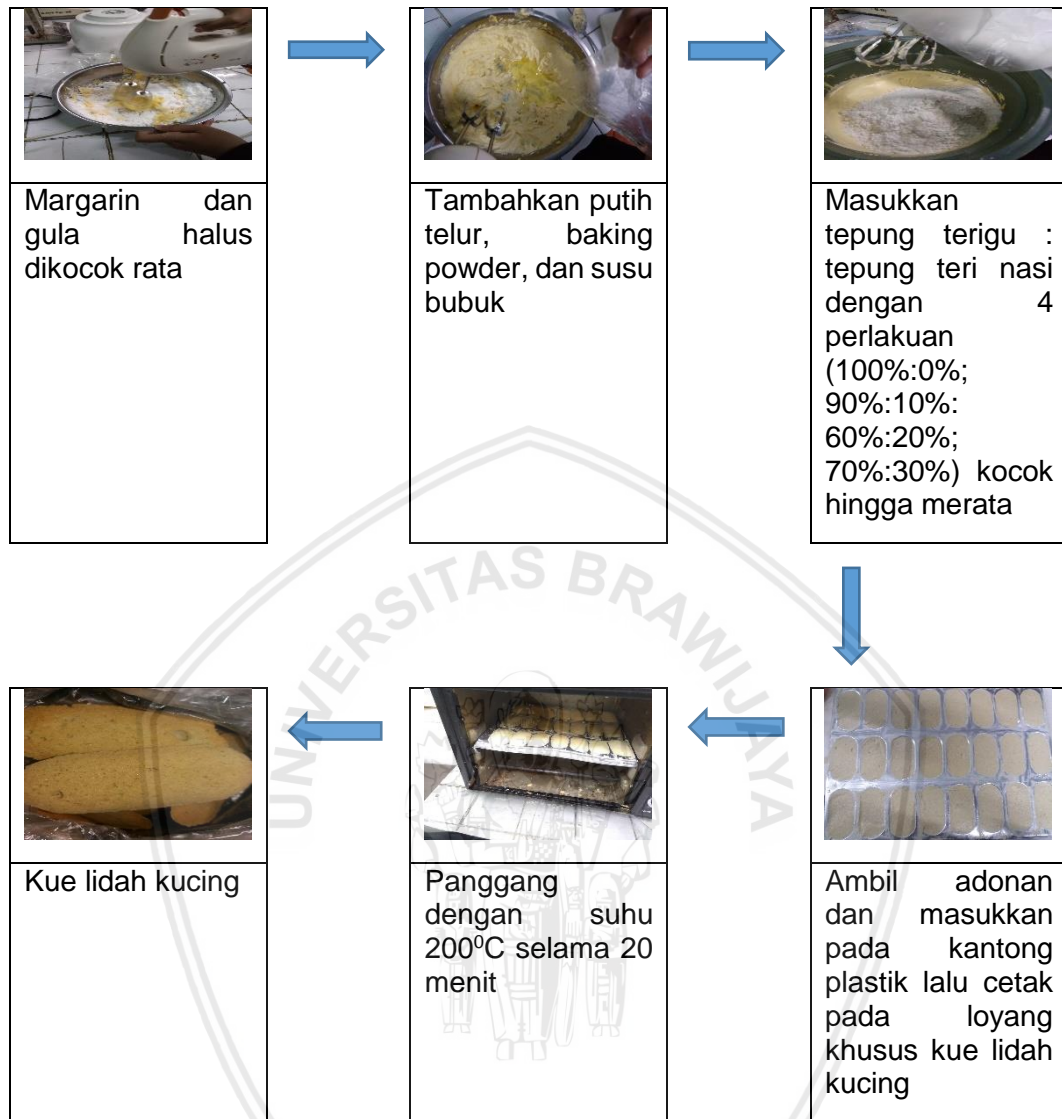 Margarin dan
gula halus
dikocok rata
Tambahkan putih
telur, baking
powder, dan susu
bubuk
Masukkan
tepung terigu :
tepung teri nasi
dengan 4
perlakuan
(100%:0%;
90%:10%:
60%:20%;
70%:30%) kocok
hingga merata
Kue lidah kucing
Panggang
dengan suhu
200⁰C selama 20
menit
Ambil adonan
dan masukkan
pada kantong
plastik lalu cetak
pada loyang
khusus kue lidah
kucing
UNIVERSITAS BRAWIJAYA